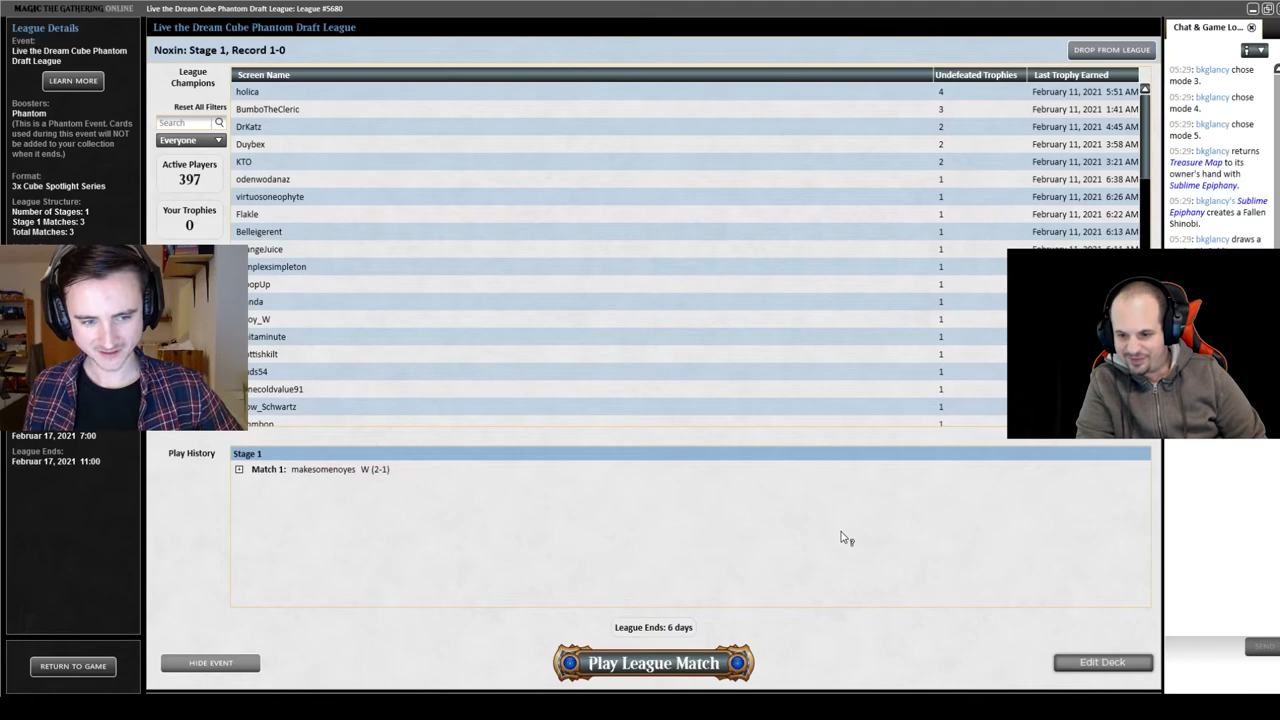 MAGIC THE GATHERING ONLINE
Live the Dream Cube Phantom Draft League: League #5680
League Details
Event:
Live the Dream Cube Phantom
Draft League
LEARN MORE
Boosters:
Phantom
(This is a Phantom Event. Cards
used during this event will NOT
be added to your collection
when it ends.)
Format:
3x Cube Spotlight Series
League Structure:
Number of Stages: 1
Stage 1 Matches: 3
Total Matches: 3
Februar 17, 2021 7:00
League Ends:
Februar 17, 2021 11:00
RETURN TO GAME
Live the Dream Cube Phantom Draft League
Noxin: Stage 1, Record 1-0
DROP FROM LEAGUE
League
Champions
Reset All Filters
Search
Everyone
Active Players
397
Your Trophies
0
Screen Name Undefeated Trophies Last Trophy Earned
holica 4 February 11, 2021 5:51 AM
BumboTheCleric 3 February 11, 2021 1:41 AM
DrKatz 2 February 11, 2021 4:45 AM
Duybex 2 February 11, 2021 3:58 AM
KTO 2 February 11, 2021 3:21 AM
odenwodanaz 1 February 11, 2021 6:38 AM
virtuosoneophyte 1 February 11, 2021 6:26 AM
Flakle 1 February 11, 2021 6:22 AM
Belleigerent 1 February 11, 2021 6:13 AM
angeJuice 1
mplexsimpleton 1
opUp 1
nda 1
oy_W 1
itaminute 1
ottishkilt 1
ds54 1
necoldvalue91 1
ow_Schwartz 1
1
Play History
Stage 1
Match 1: makesomenoyes W (2-1)
League Ends: 6 days
HIDE EVENT
Play League Match
Edit Deck
Chat & Game Lo...
05:29: bkglancy chose
mode 3.
05:29: bkglancy chose
mode 4.
05:29: bkglancy chose
mode 5.
05:29: bkglancy returns
Treasure Map to its
owner's hand with
Sublime Epiphany.
05:29: bkglancy's Sublime
Epiphany creates a Fallen
Shinobi.
05:29: bkglancy draws a
SEND